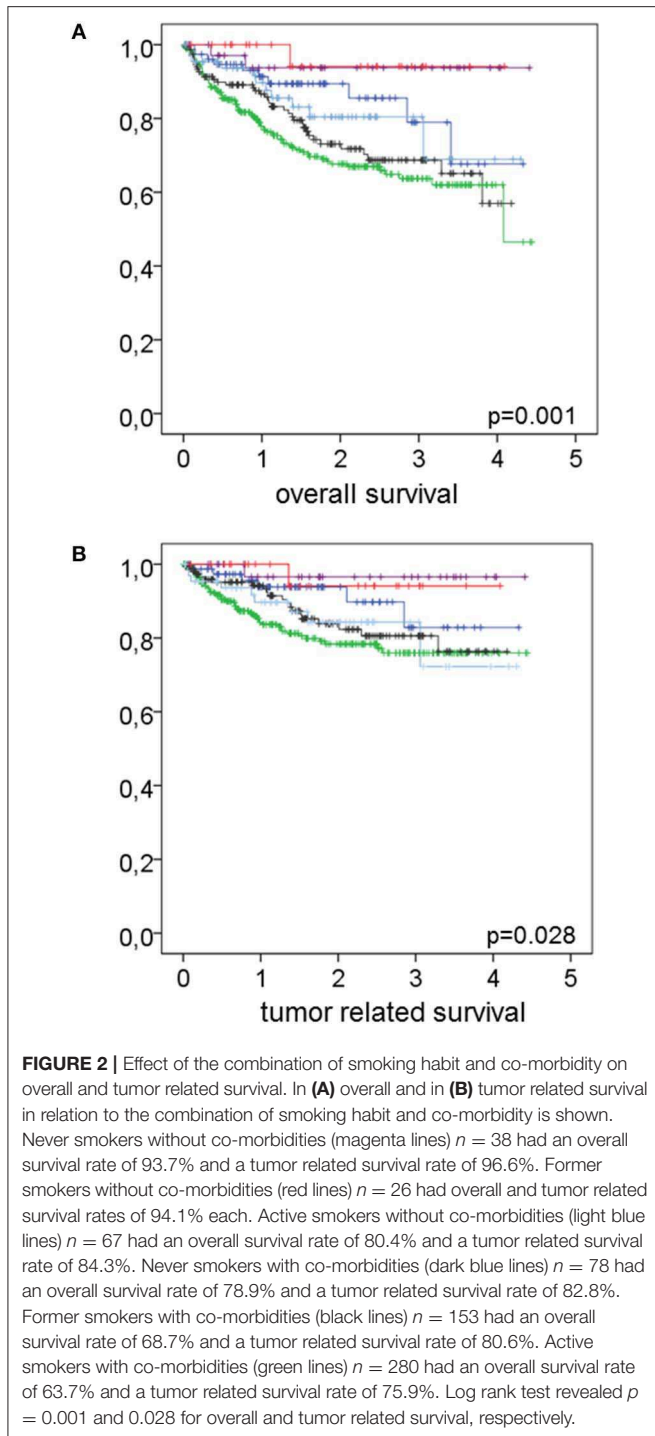 A
1,0
0,8
0,6
0,4
0,2
0,0
p=0.001
0 1 2 3 4 5
overall survival
B
1,0
0,8
0,6
0,4
0,2
0,0
p=0.028
0 1 2 3 4 5
tumor related survival
FIGURE 2 | Effect of the combination of smoking habit and co-morbidity on
overall and tumor related survival. In (A) overall and in (B) tumor related survival
in relation to the combination of smoking habit and co-morbidity is shown.
Never smokers without co-morbidities (magenta lines) n = 38 had an overall
survival rate of 93.7% and a tumor related survival rate of 96.6%. Former
smokers without co-morbidities (red lines) n = 26 had overall and tumor related
survival rates of 94.1% each. Active smokers without co-morbidities (light blue
lines) n = 67 had an overall survival rate of 80.4% and a tumor related survival
rate of 84.3%. Never smokers with co-morbidities (dark blue lines) n = 78 had
an overall survival rate of 78.9% and a tumor related survival rate of 82.8%.
Former smokers with co-morbidities (black lines) n = 153 had an overall
survival rate of 68.7% and a tumor related survival rate of 80.6%. Active
smokers with co-morbidities (green lines) n = 280 had an overall survival rate
of 63.7% and a tumor related survival rate of 75.9%. Log rank test revealed p
= 0.001 and 0.028 for overall and tumor related survival, respectively.